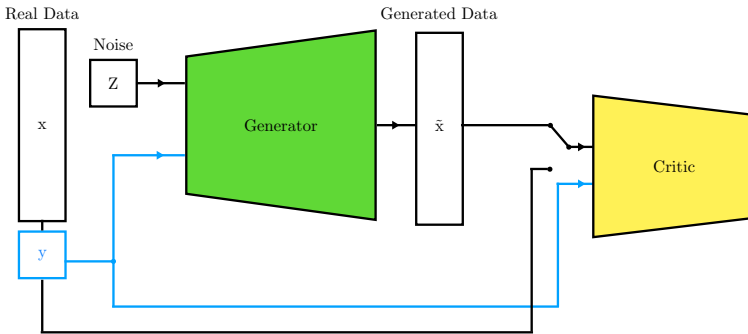 Real Data
Generated Data
Noise
Z
x
Generator
x̃
Critic
y